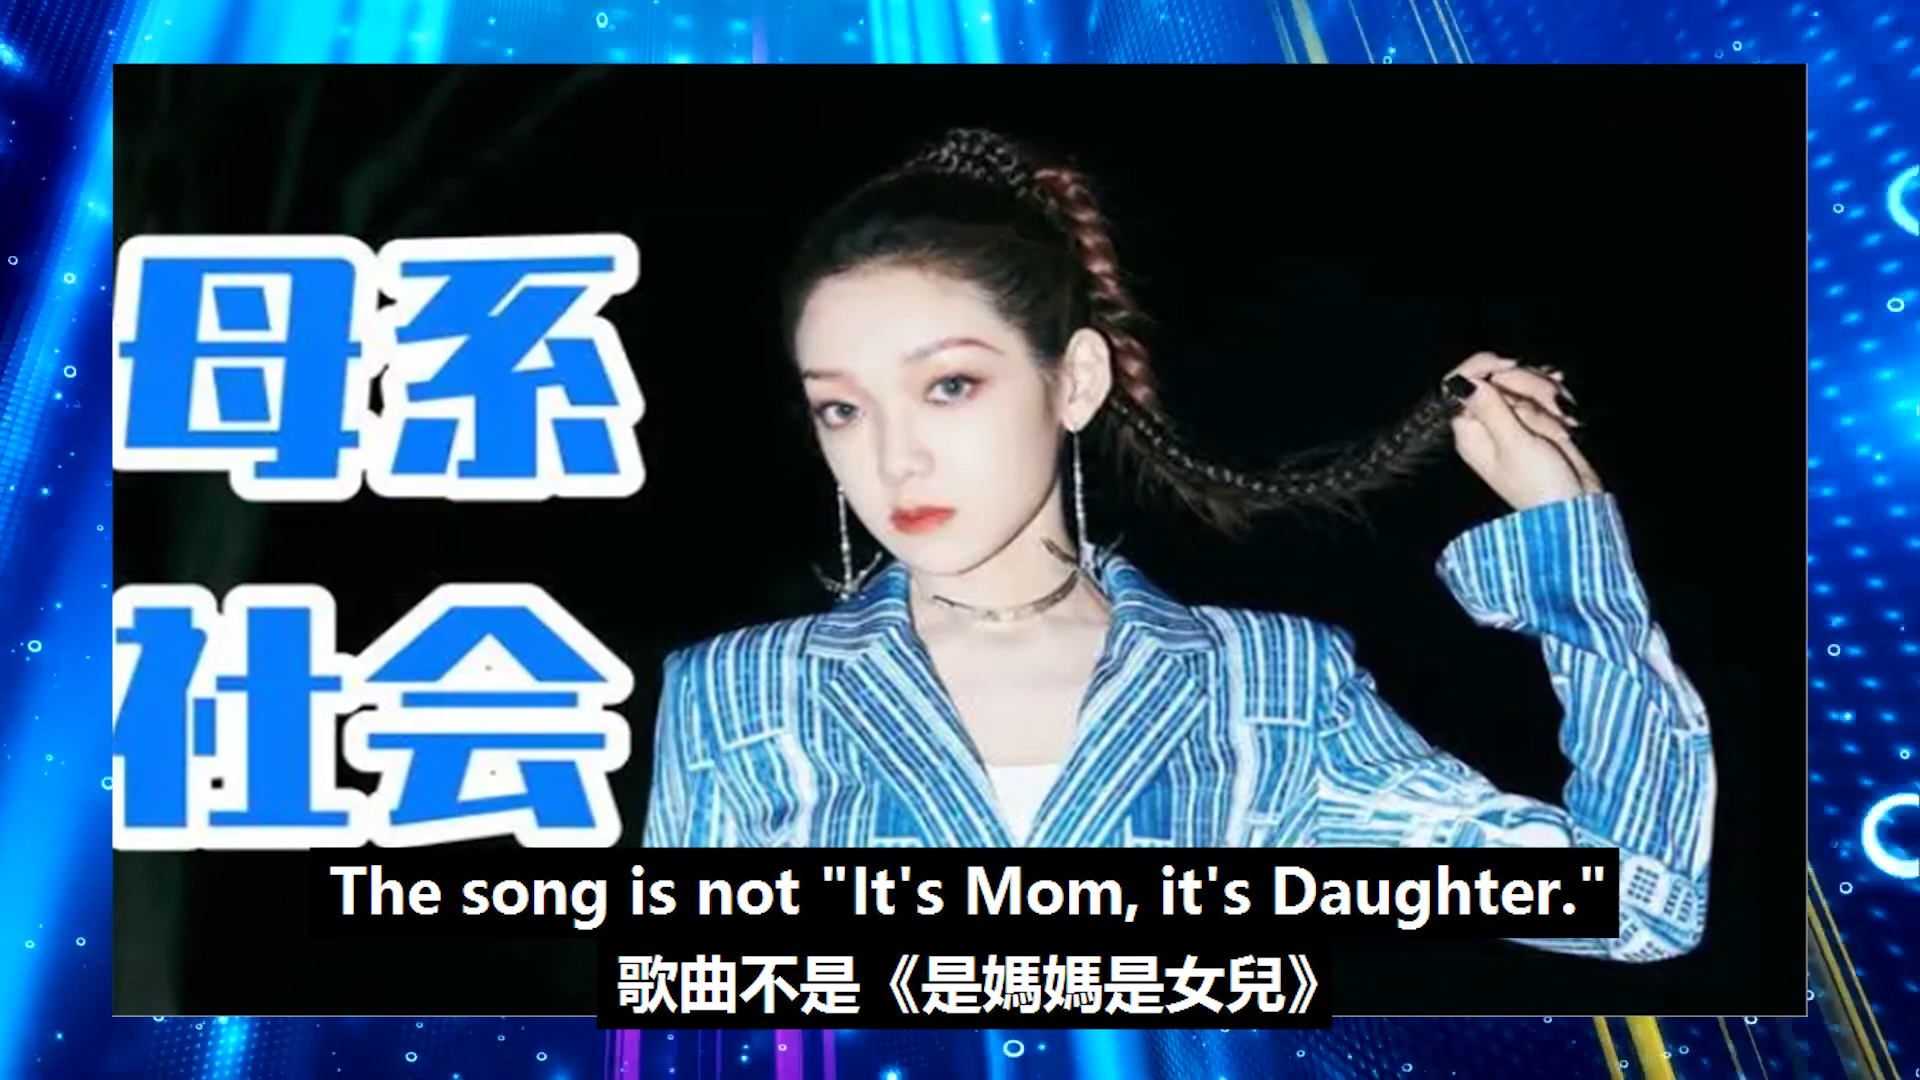 母系
社会
The song is not "It's Mom, it's Daughter."
歌曲不是《是媽媽是女兒》